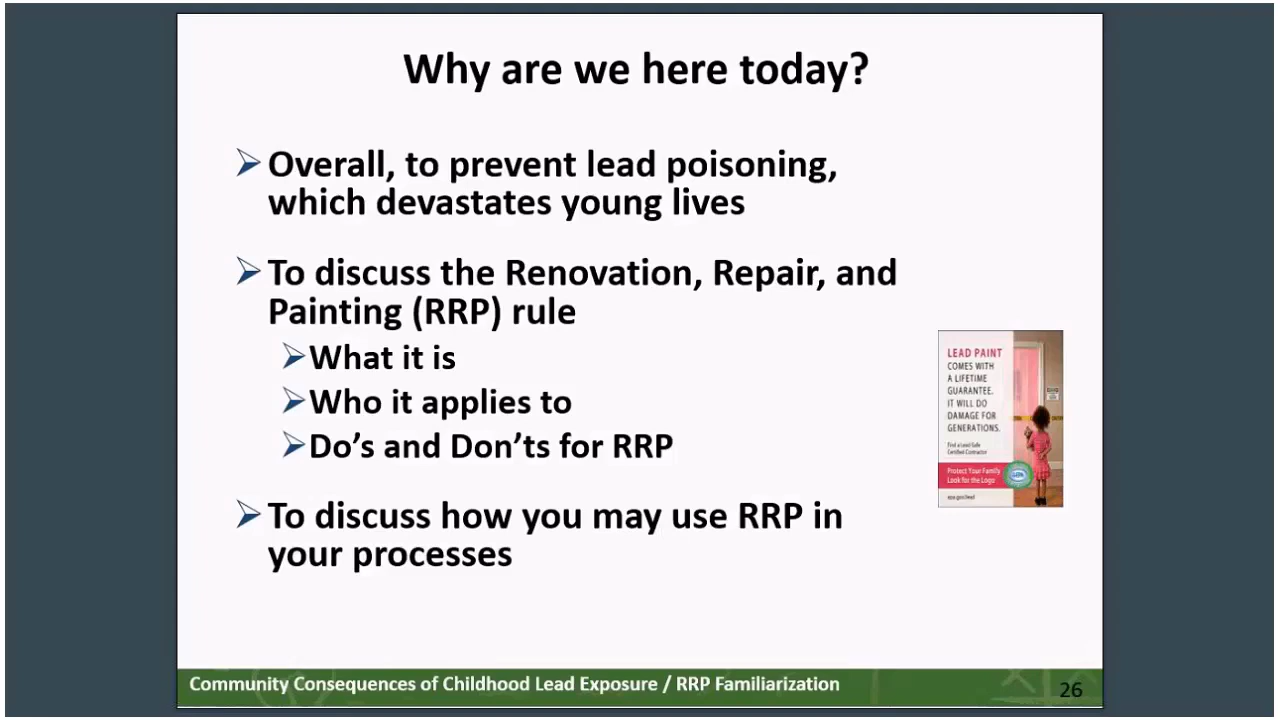 Why are we here today?
Overall, to prevent lead poisoning,
which devastates young lives
To discuss the Renovation, Repair, and
Painting (RRP) rule
What it is
Who it applies to
Do's and Don'ts for RRP
To discuss how you may use RRP in
your processes
LEAD PAINT
COMES WITH
A LIFETIME
GUARANTEE.
IT WILL DO
DAMAGE FOR
GENERATIONS.
Find a Lead-Safe
Certified Contractor
Protect Your Family
Look for the Logo
epa.gov/lead
Community Consequences of Childhood Lead Exposure / RRP Familiarization
26